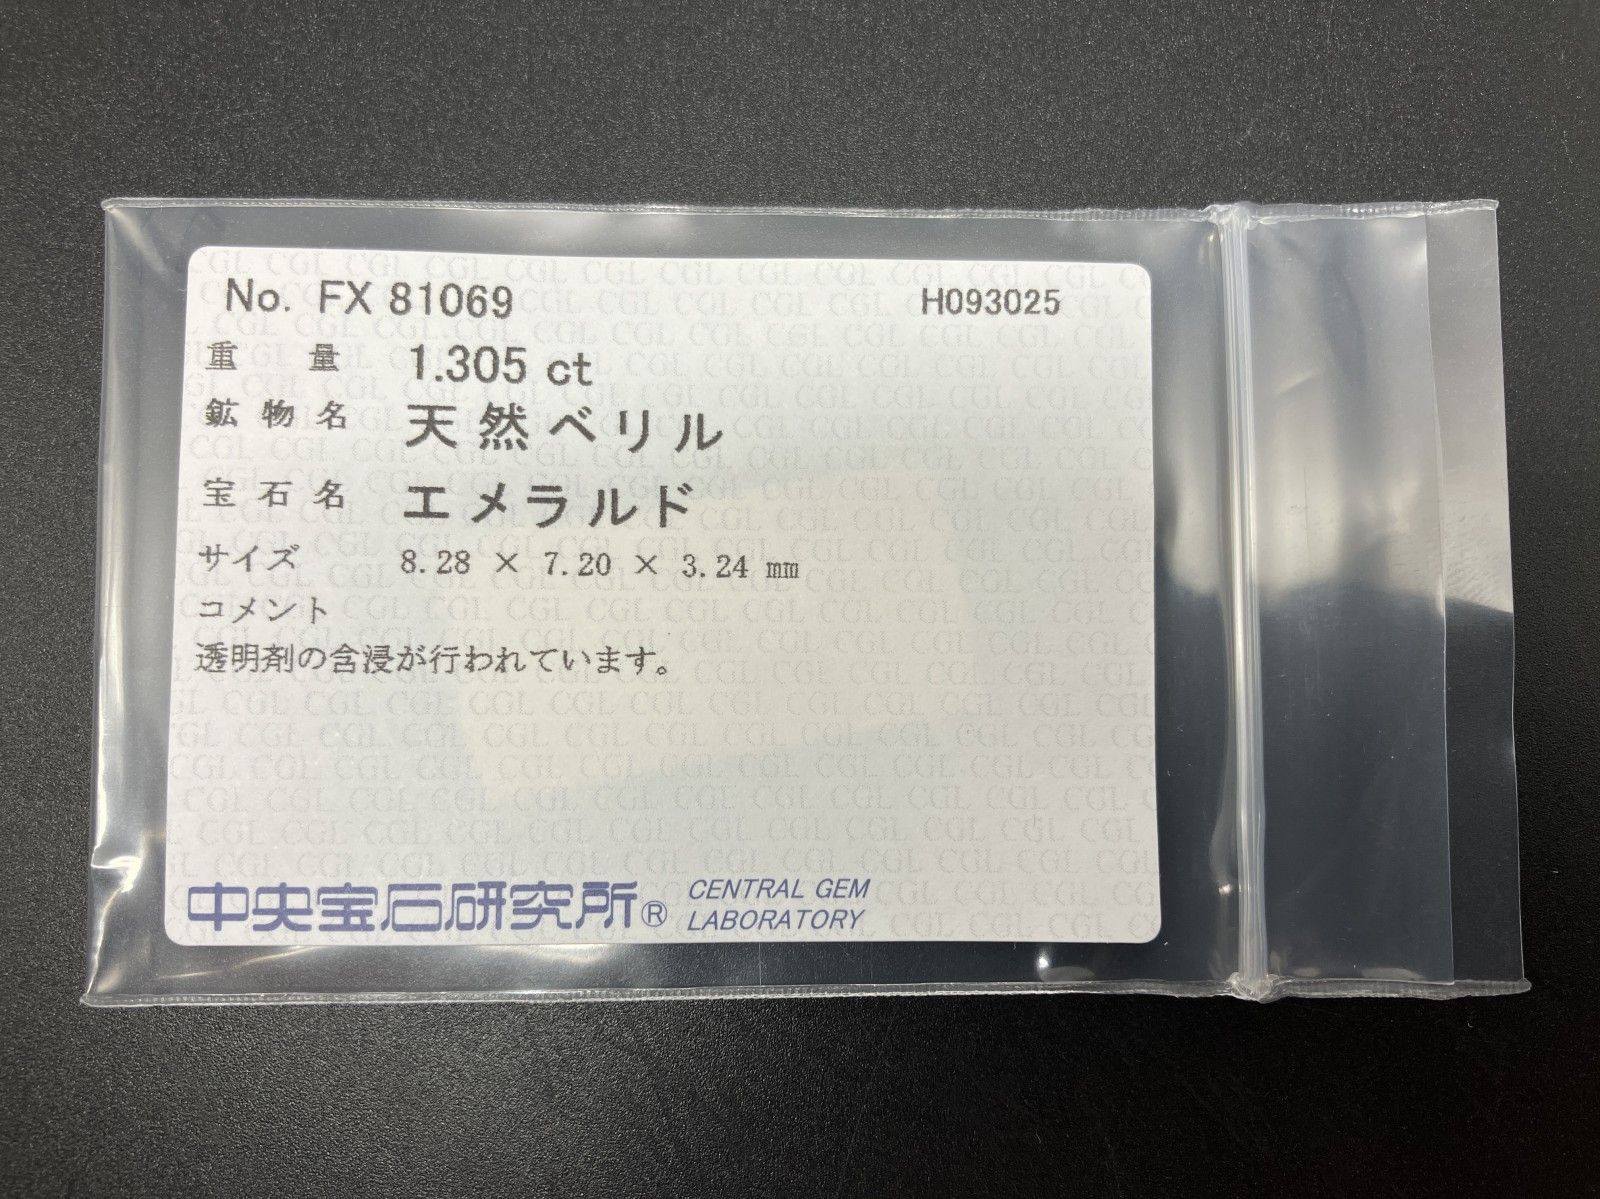 No. FX 81069 H093025
重量 1.305 ct
鉱物名 天然ベリル
宝石名 エメラルド
サイズ 8.28 × 7.20 × 3.24 mm
コメント
透明剤の含浸が行われています。
中央宝石研究所® CENTRAL GEM
LABORATORY